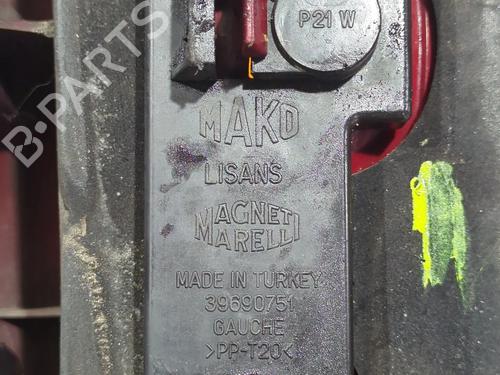 P21 W
MAKO
LISANS
MAGNETI
MARELLI
MADE IN TURKEY
39690751
GAUCHE
>PP-T20<
B-PARTS